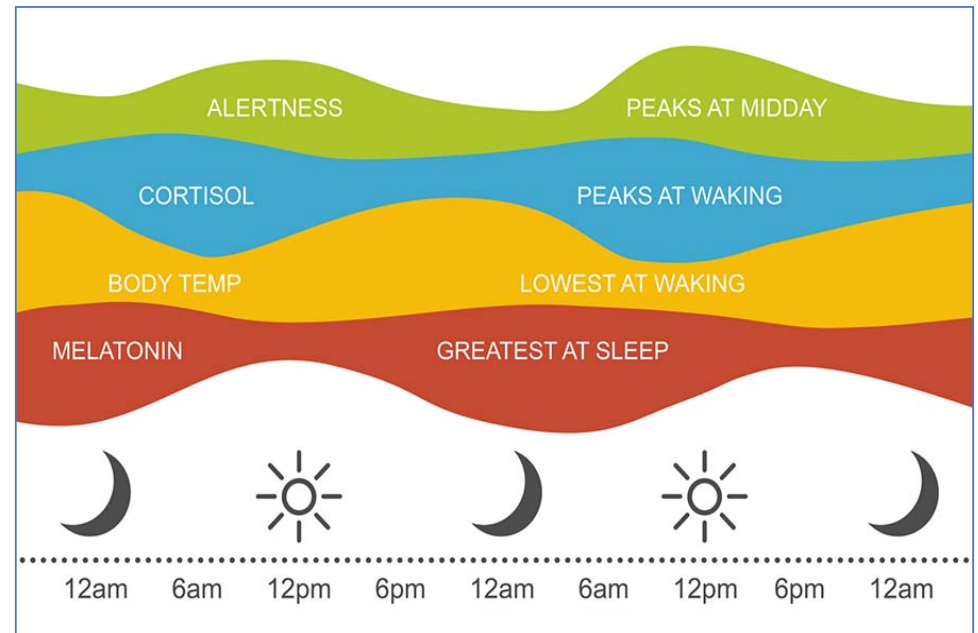 ALERTNESS PEAKS AT MIDDAY
CORTISOL PEAKS AT WAKING
BODY TEMP LOWEST AT WAKING
MELATONIN GREATEST AT SLEEP
12am 6am 12pm 6pm 12am 6am 12pm 6pm 12am